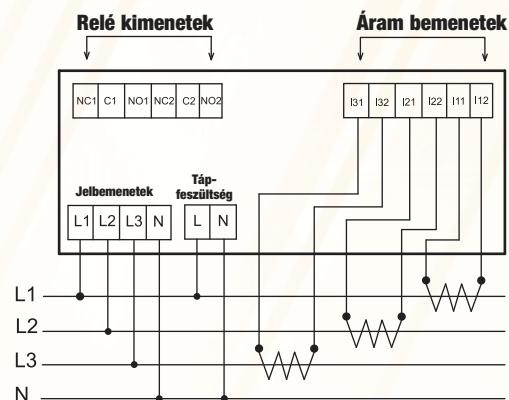 Relé kimenetek
Áram bemenetek
NC1 C1 NO1 NC2 C2 NO2
I31 I32 I21 I22 I11 I12
Jelbemenetek
Táp-
feszültség
L1 L2 L3 N
L N
L1
L2
L3
N